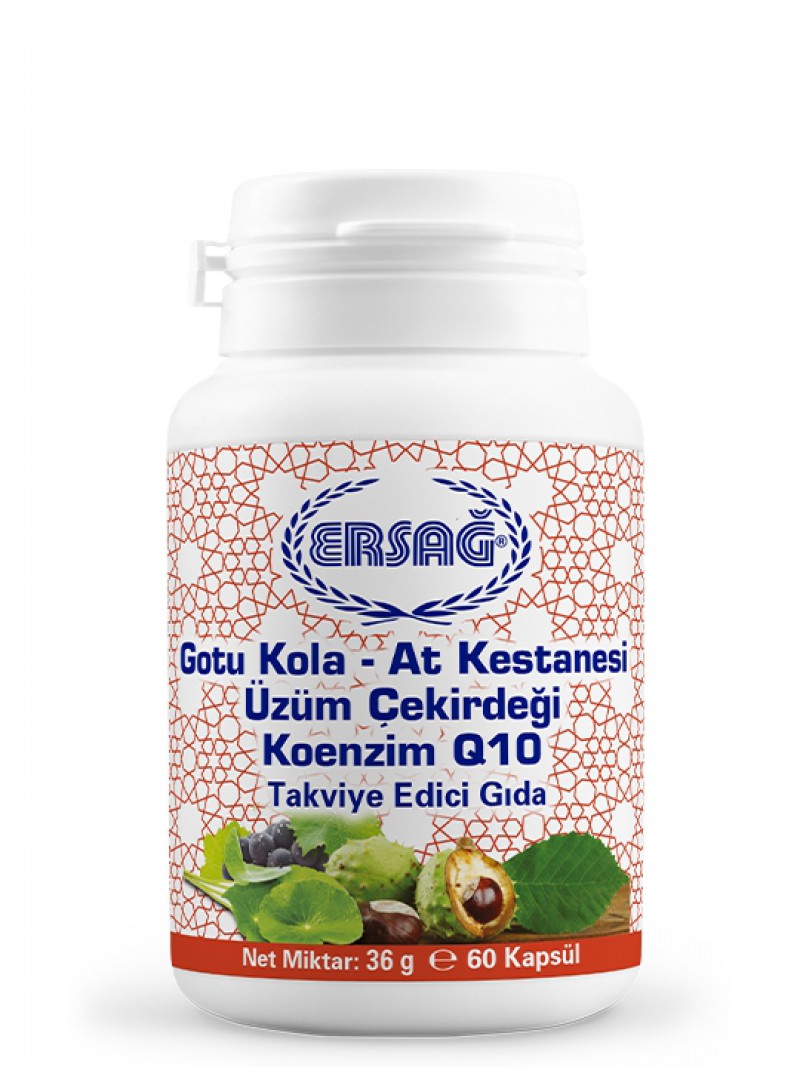 ERSAĞ®
Gotu Kola - At Kestanesi
Üzüm Çekirdeği
Koenzim Q10
Takviye Edici Gıda
Net Miktar: 36 g ℮ 60 Kapsül